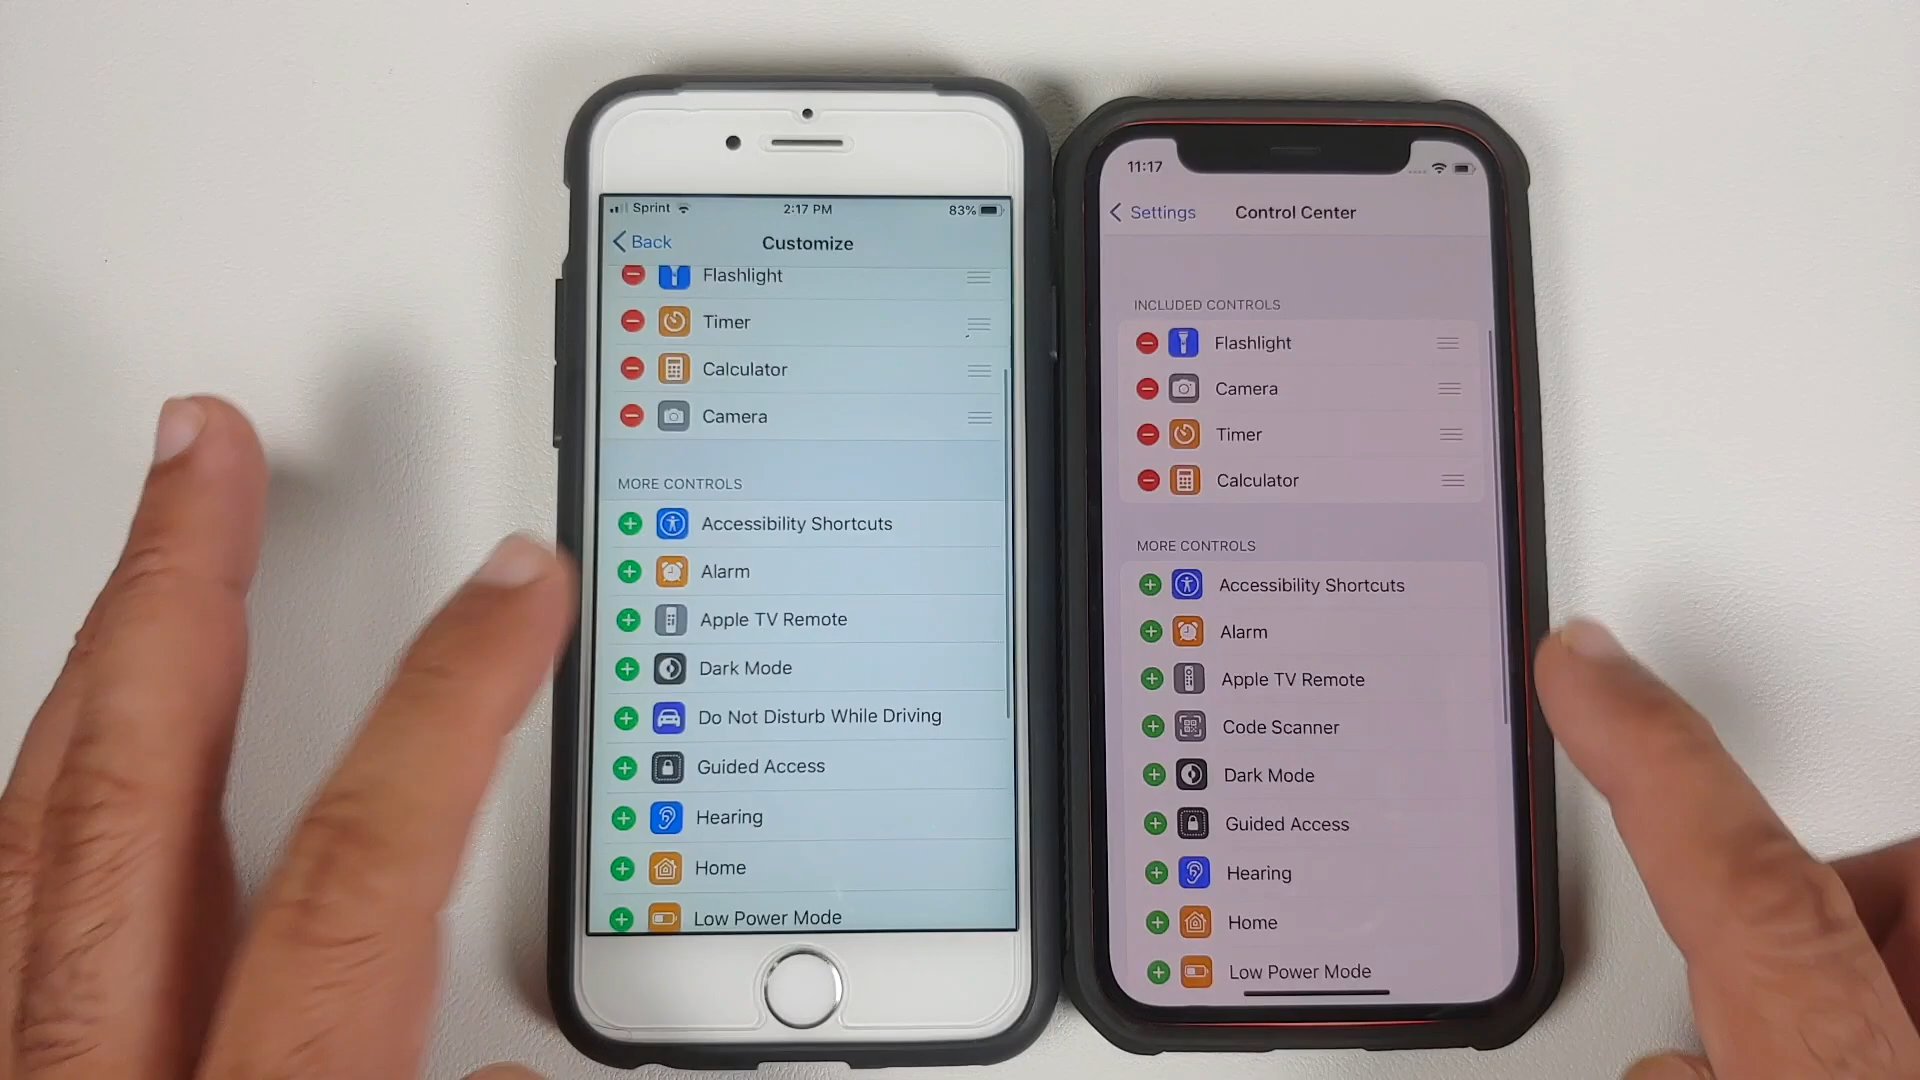 Sprint 2:17 PM 83%
Back Customize
Flashlight
Timer
Calculator
Camera
MORE CONTROLS
Accessibility Shortcuts
Alarm
Apple TV Remote
Dark Mode
Do Not Disturb While Driving
Guided Access
Hearing
Home
Low Power Mode
11:17
Settings Control Center
INCLUDED CONTROLS
Flashlight
Camera
Timer
Calculator
MORE CONTROLS
Accessibility Shortcuts
Alarm
Apple TV Remote
Code Scanner
Dark Mode
Guided Access
Hearing
Home
Low Power Mode